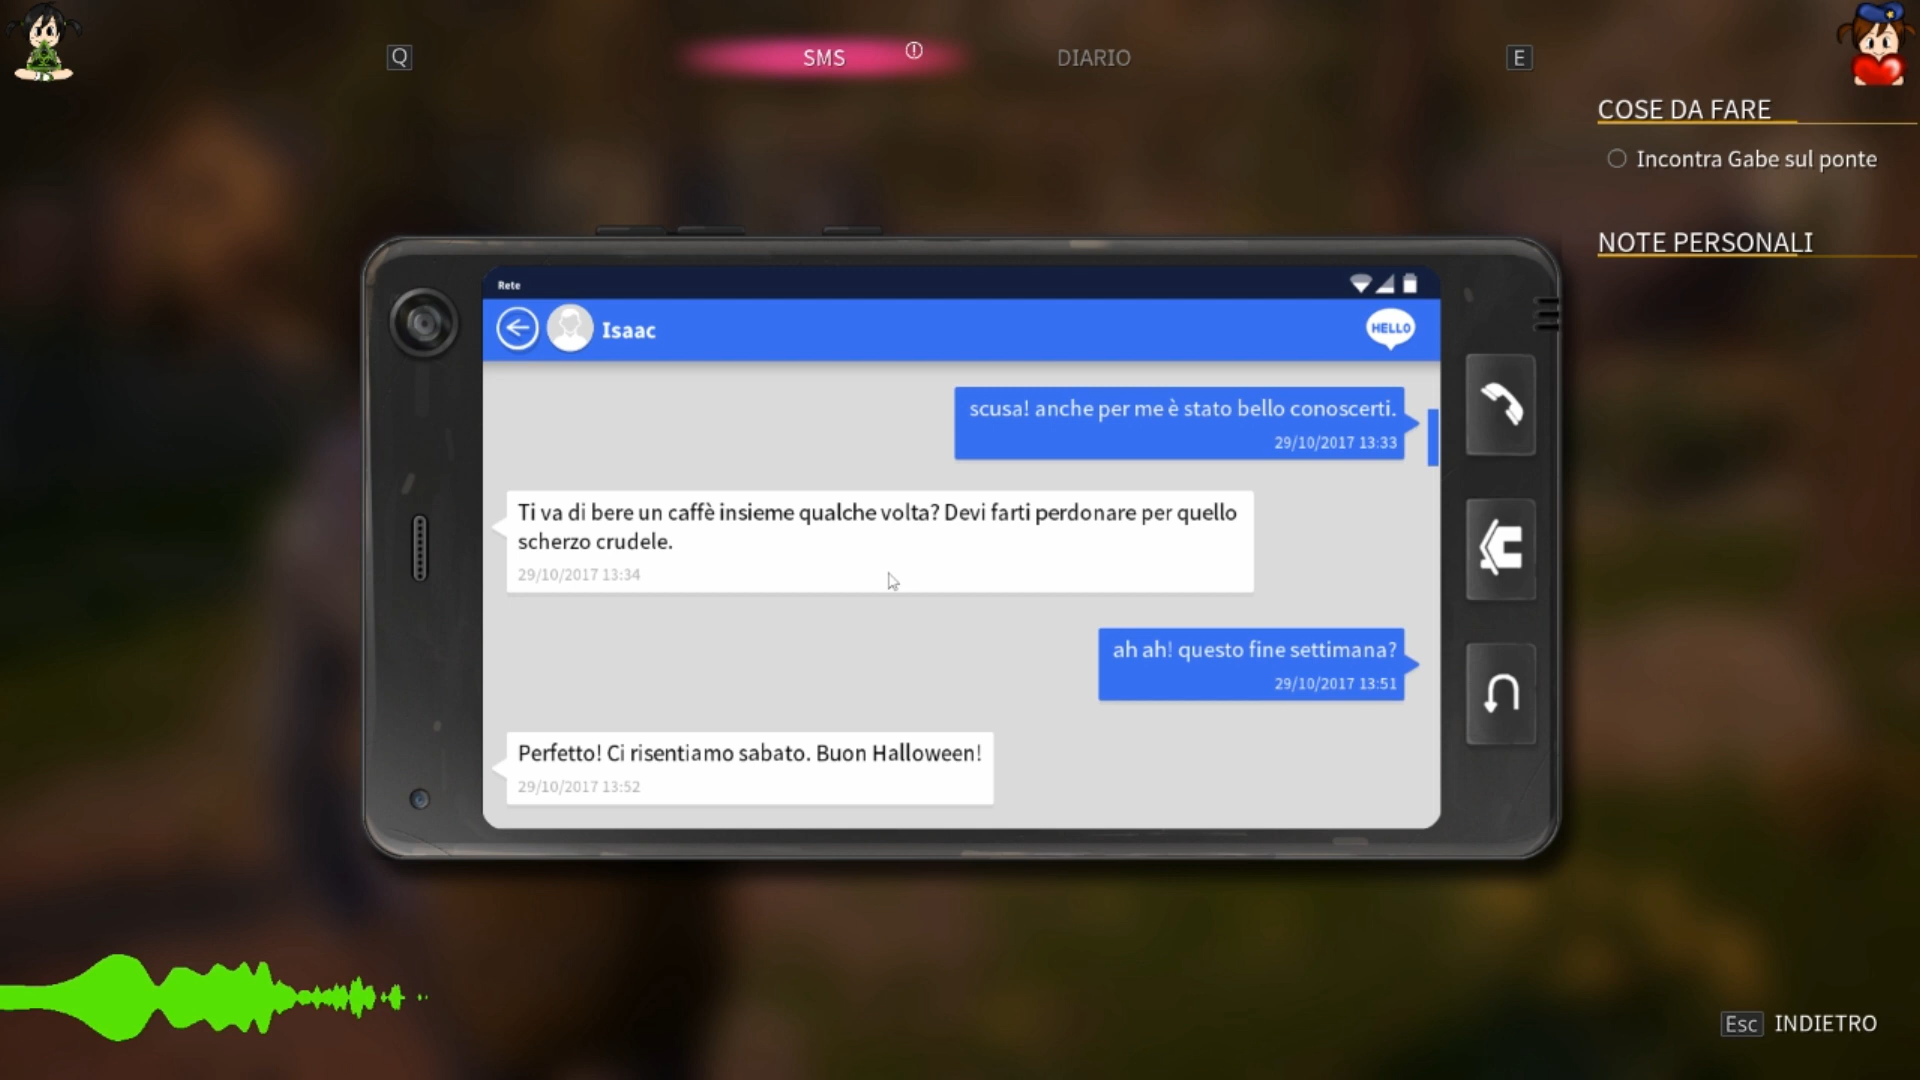 Q
SMS
DIARIO
E
COSE DA FARE
Incontra Gabe sul ponte
NOTE PERSONALI
Rete
Isaac
HELLO
scusa! anche per me è stato bello conoscerti.
29/10/2017 13:33
Ti va di bere un caffè insieme qualche volta? Devi farti perdonare per quello
scherzo crudele.
29/10/2017 13:34
ah ah! questo fine settimana?
29/10/2017 13:51
Perfetto! Ci risentiamo sabato. Buon Halloween!
29/10/2017 13:52
Esc INDIETRO